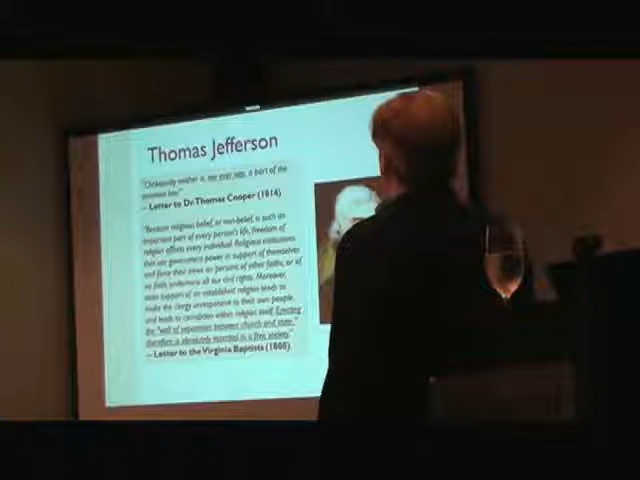 Thomas Jefferson
"Christianity neither is, nor ever was, a part of the
common law."
– Letter to Dr. Thomas Cooper (1814)
"Because religious belief, or non-belief, is such an
important part of every person's life, freedom of
religion affects every individual. Religious institutions
that use government power in support of themselves
and force their views on persons of other faiths, or of
no faith, undermine all our civil rights. Moreover,
state support of an established religion tends to
make the clergy unresponsive to their own people,
and leads to corruption within religion itself. Erecting
the "wall of separation between church and state,"
therefore is absolutely essential in a free society."
– Letter to the Virginia Baptists (1808)